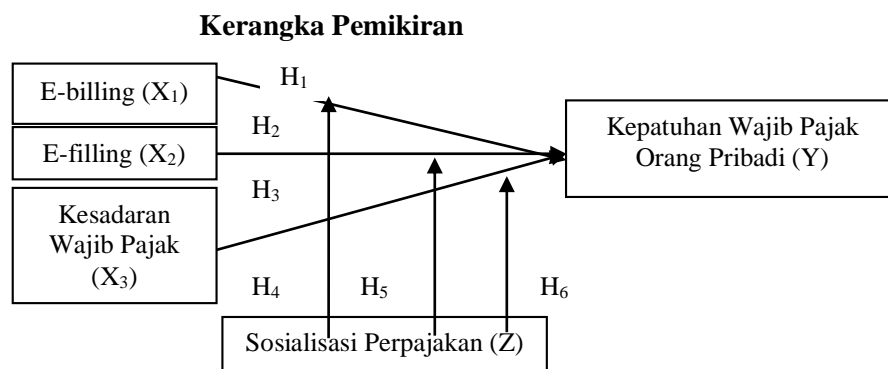 Kerangka Pemikiran
E-billing (X₁)
H₁
E-filling (X₂)
H₂
Kesadaran
Wajib Pajak
(X₃)
H₃
Kepatuhan Wajib Pajak
Orang Pribadi (Y)
H₄
H₅
H₆
Sosialisasi Perpajakan (Z)